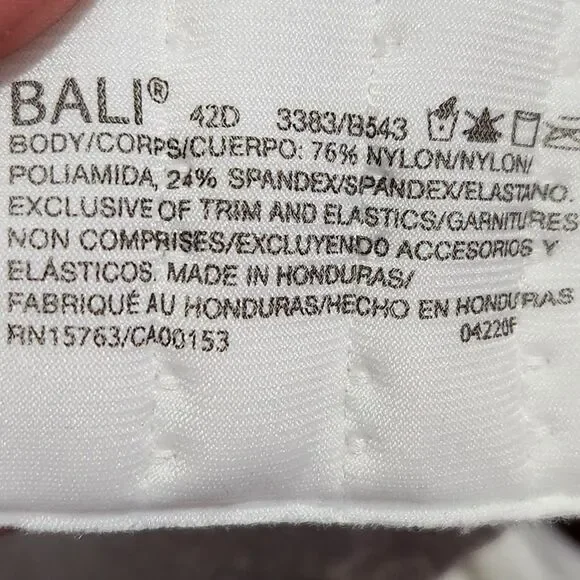 BALI® 42D 3383/B543
BODY/CORPS/CUERPO: 76% NYLON/NYLON/
POLIAMIDA, 24% SPANDEX/SPANDEX/ELASTANO.
EXCLUSIVE OF TRIM AND ELASTICS/GARNITURES
NON COMPRISES/EXCLUYENDO ACCESORIOS Y
ELÁSTICOS. MADE IN HONDURAS/
FABRIQUÉ AU HONDURAS/HECHO EN HONDURAS
RN15763/CA00153 04220F